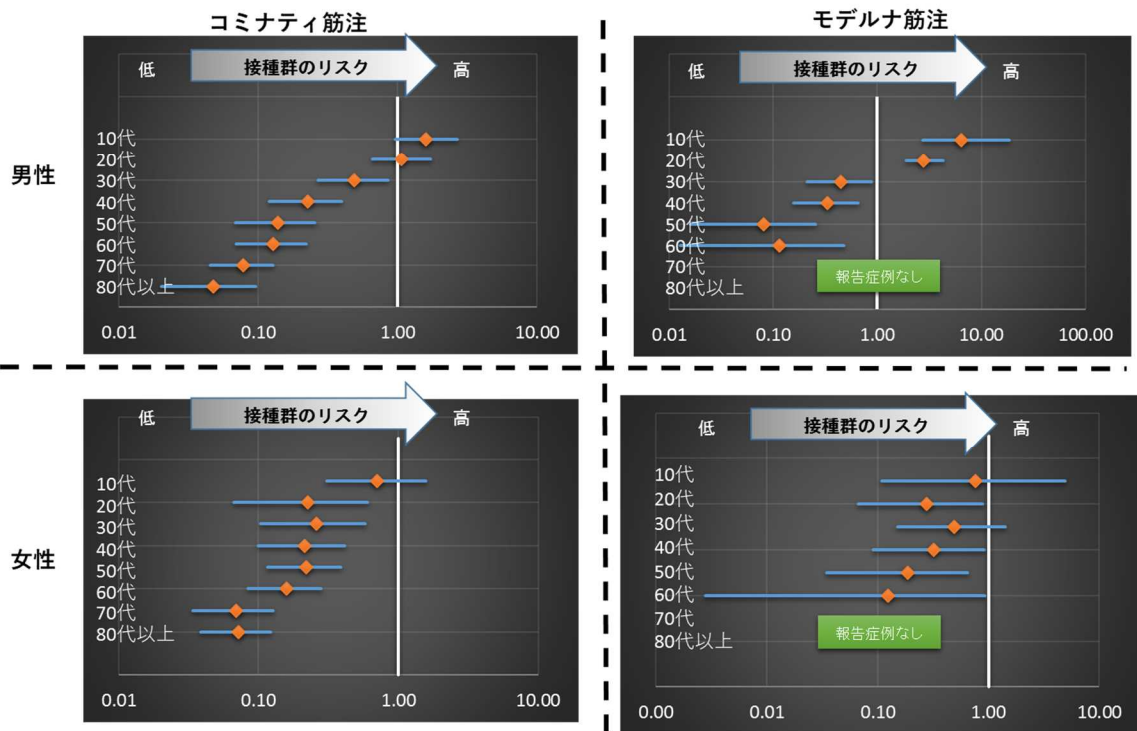 コミナティ筋注
モデルナ筋注
男性
低
接種群のリスク
高
10代
20代
30代
40代
50代
60代
70代
80代以上
0.01
0.10
1.00
10.00
低
接種群のリスク
高
10代
20代
30代
40代
50代
60代
70代
80代以上
報告症例なし
0.01
0.10
1.00
10.00
100.00
女性
低
接種群のリスク
高
10代
20代
30代
40代
50代
60代
70代
80代以上
0.01
0.10
1.00
10.00
低
接種群のリスク
高
10代
20代
30代
40代
50代
60代
70代
80代以上
報告症例なし
0.00
0.01
0.10
1.00
10.00